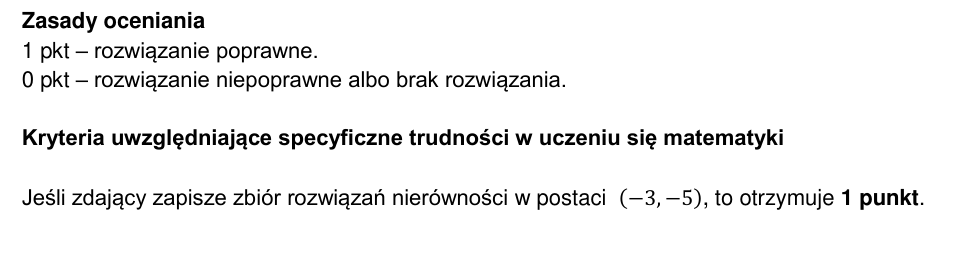 Zasady oceniania
1 pkt – rozwiązanie poprawne.
0 pkt – rozwiązanie niepoprawne albo brak rozwiązania.
Kryteria uwzględniające specyficzne trudności w uczeniu się matematyki
Jeśli zdający zapisze zbiór rozwiązań nierówności w postaci (−3, −5), to otrzymuje 1 punkt.